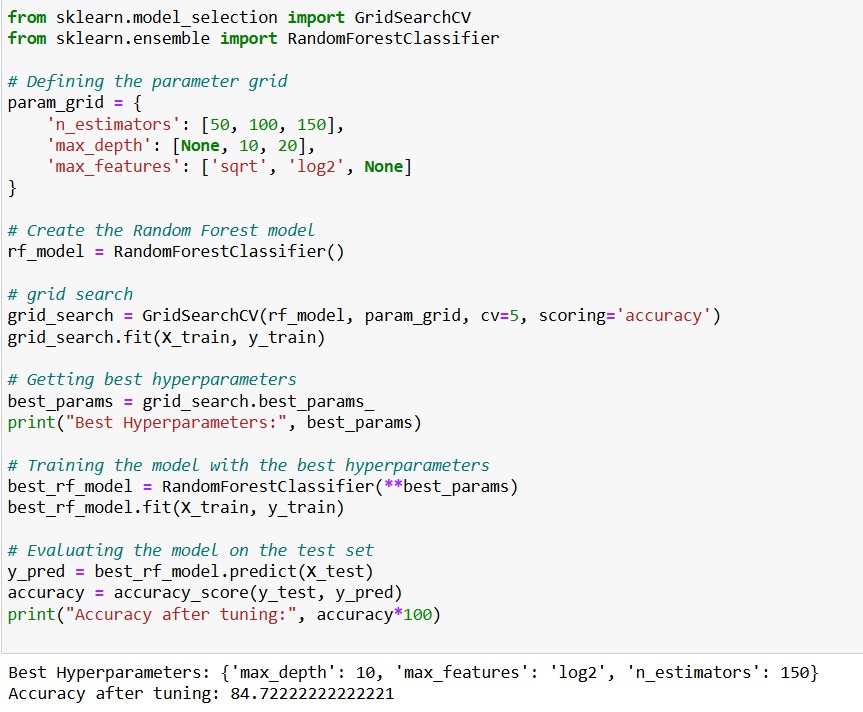 from sklearn.model_selection import GridSearchCV
from sklearn.ensemble import RandomForestClassifier
# Defining the parameter grid
param_grid = {
    'n_estimators': [50, 100, 150],
    'max_depth': [None, 10, 20],
    'max_features': ['sqrt', 'log2', None]
}
# Create the Random Forest model
rf_model = RandomForestClassifier()
# grid search
grid_search = GridSearchCV(rf_model, param_grid, cv=5, scoring='accuracy')
grid_search.fit(X_train, y_train)
# Getting best hyperparameters
best_params = grid_search.best_params_
print("Best Hyperparameters:", best_params)
# Training the model with the best hyperparameters
best_rf_model = RandomForestClassifier(**best_params)
best_rf_model.fit(X_train, y_train)
# Evaluating the model on the test set
y_pred = best_rf_model.predict(X_test)
accuracy = accuracy_score(y_test, y_pred)
print("Accuracy after tuning:", accuracy*100)
Best Hyperparameters: {'max_depth': 10, 'max_features': 'log2', 'n_estimators': 150}
Accuracy after tuning: 84.72222222222221